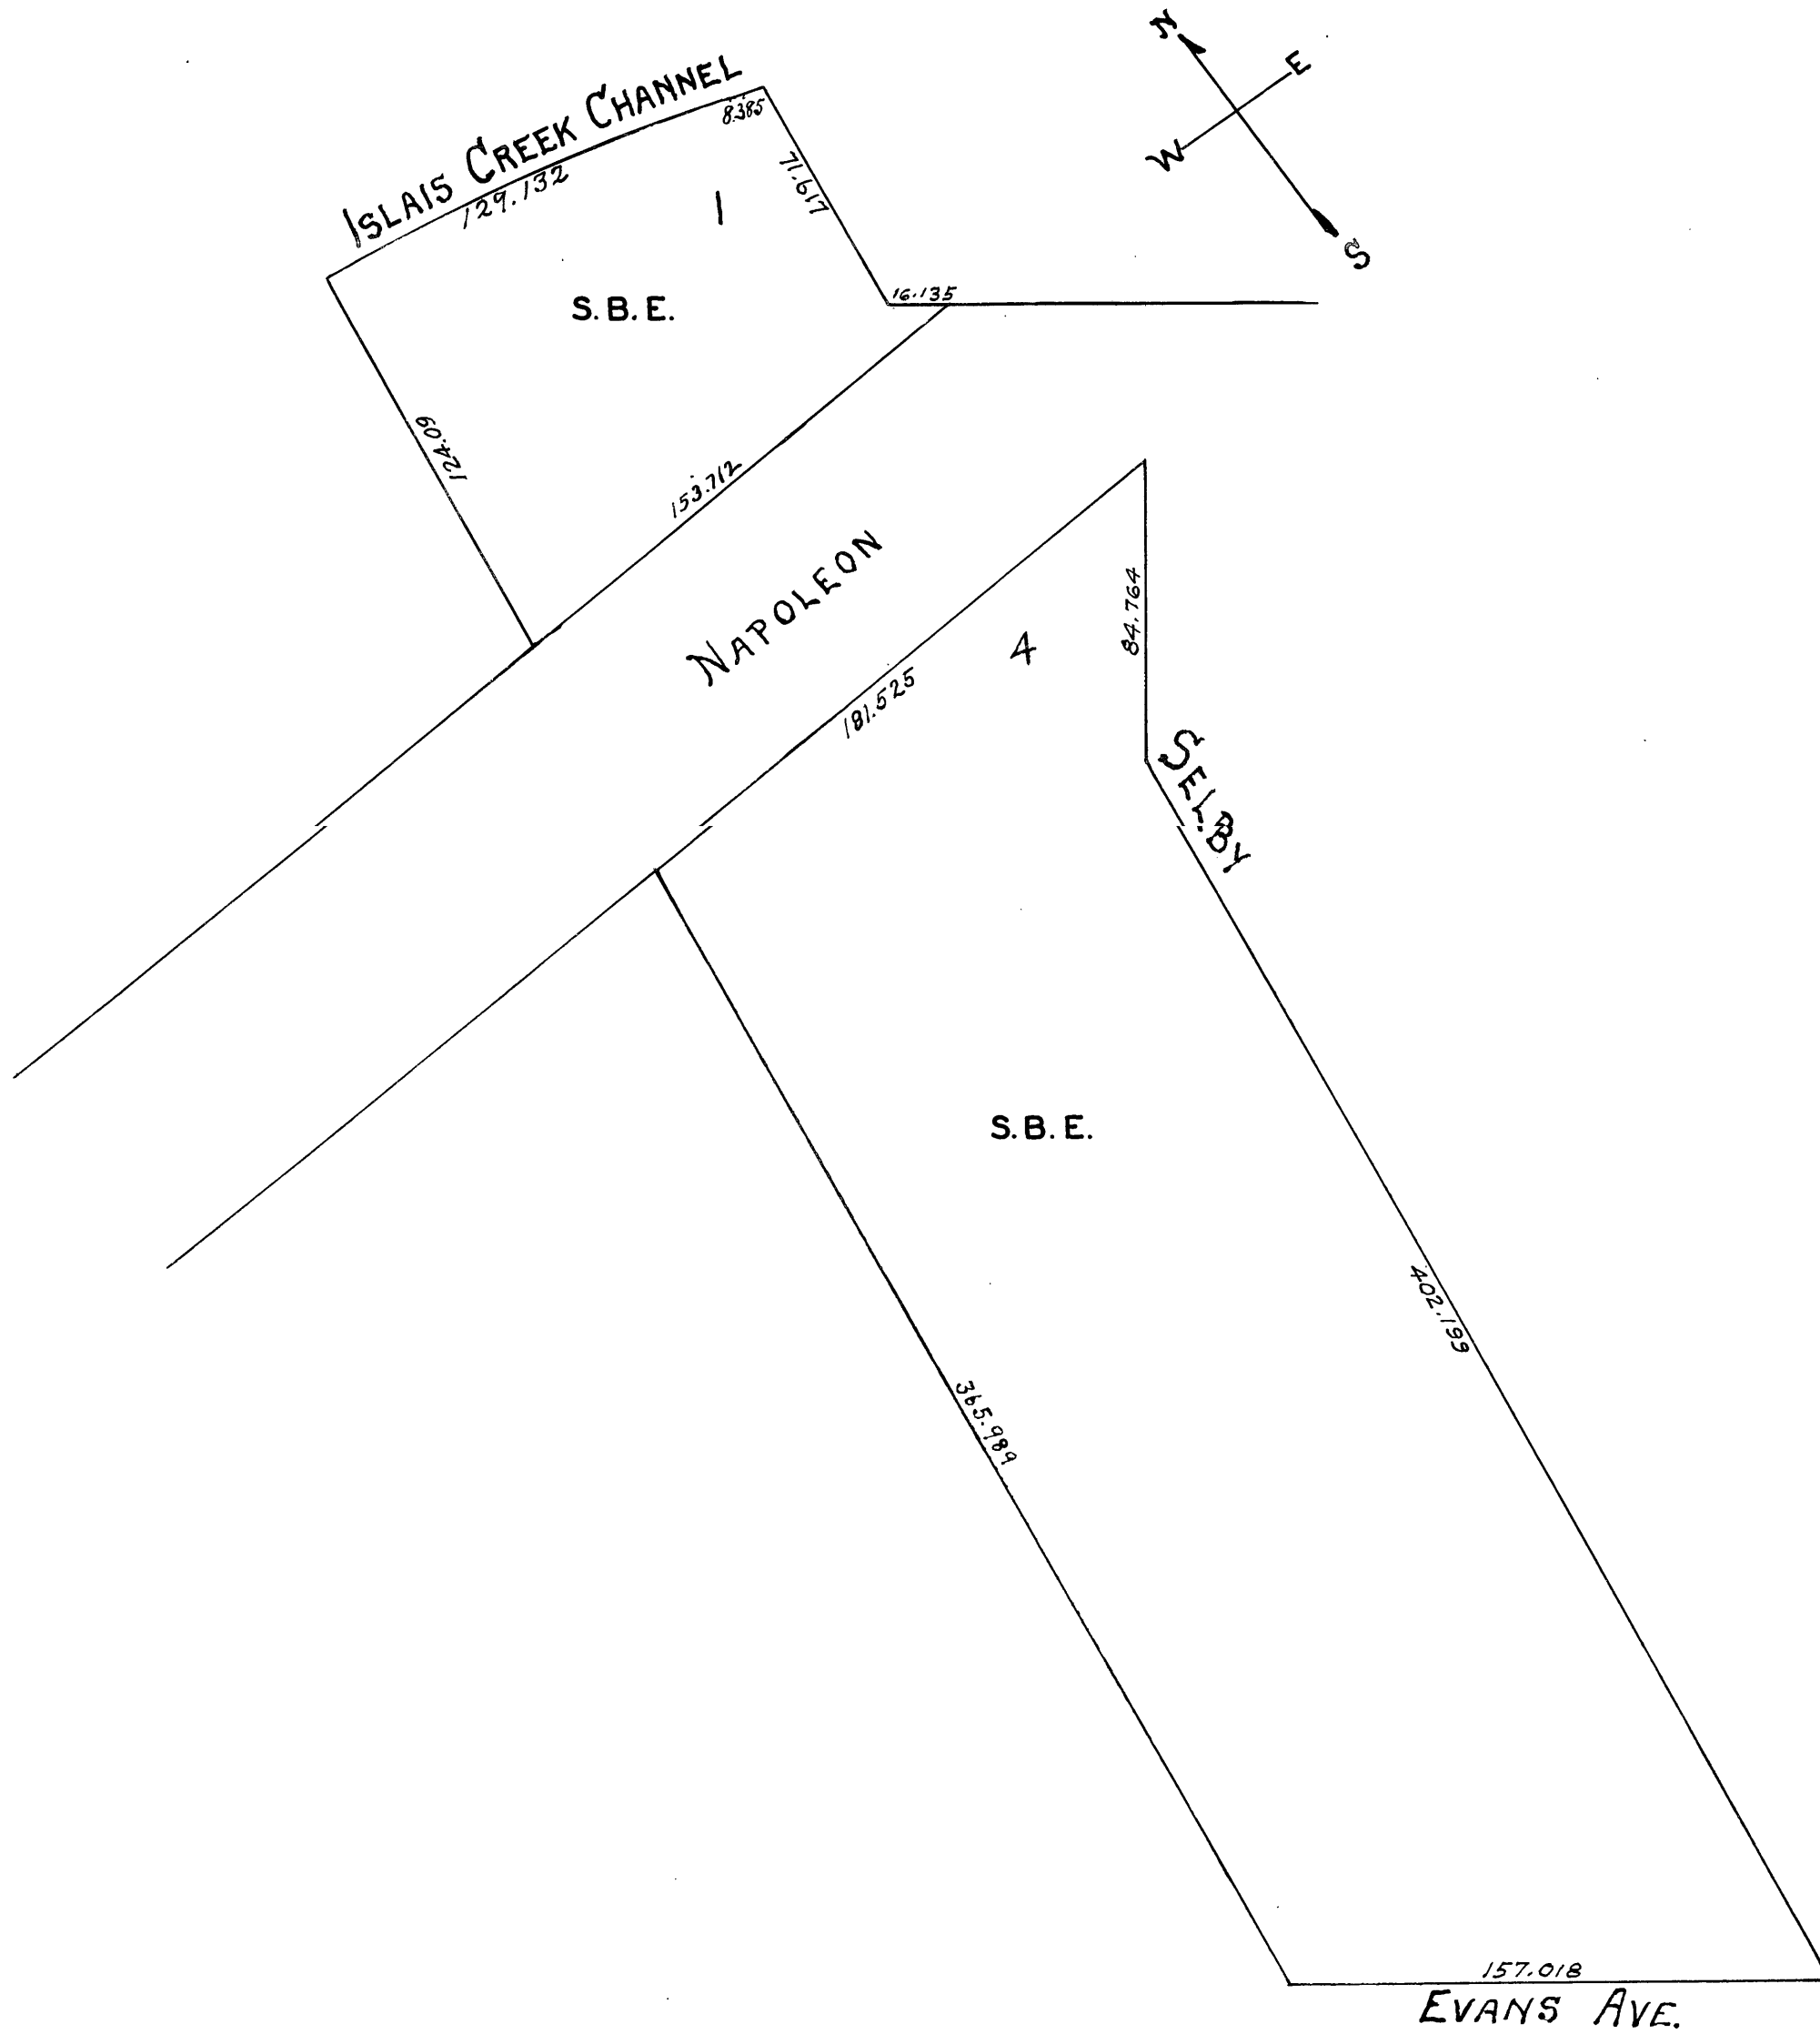 N
E
W
S
ISLAIS CREEK CHANNEL
8.385
129.132
1
71.617
S.B.E.
16.135
124.09
153.712
NAPOLEON
84.764
4
181.525
SELBY
S.B.E.
402.199
365.989
157.018
EVANS AVE.